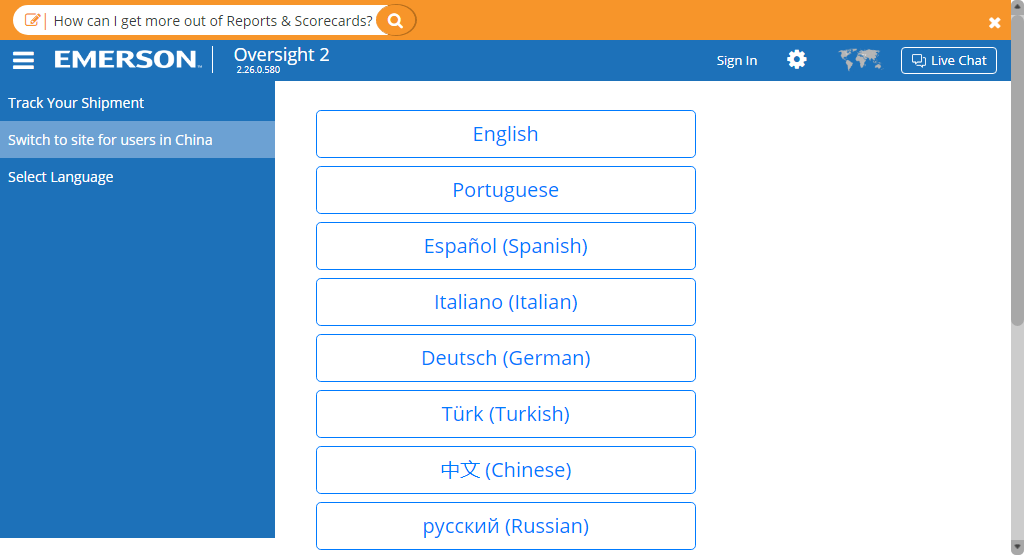 How can I get more out of Reports & Scorecards?
EMERSON
Oversight 2
2.26.0.580
Sign In
Live Chat
Track Your Shipment
Switch to site for users in China
Select Language
English
Portuguese
Español (Spanish)
Italiano (Italian)
Deutsch (German)
Türk (Turkish)
中文 (Chinese)
русский (Russian)